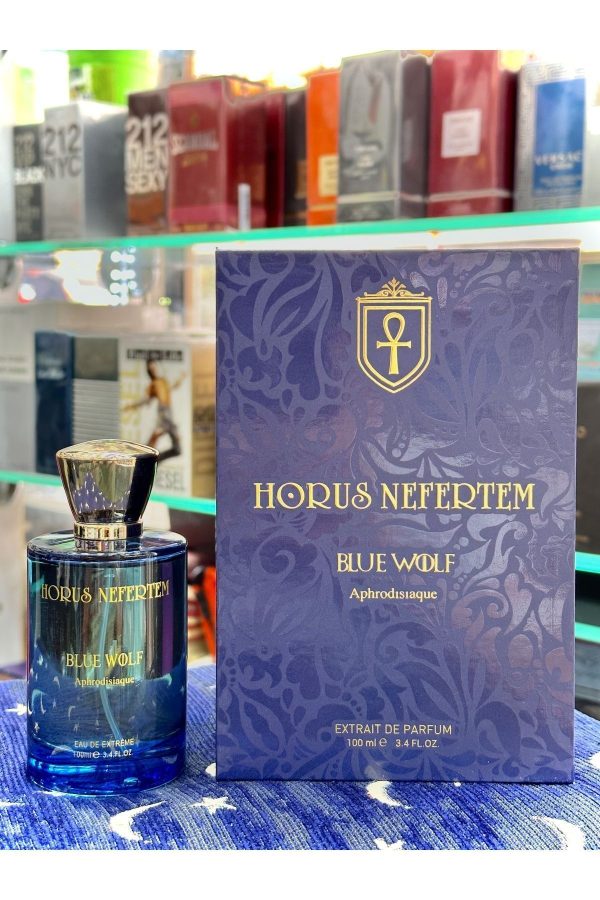 212
NYC
212
MEN
SEXY
SCANDAL
VERSACE
HORUS NEFERTEM
BLUE WOLF
Aphrodisiaque
EXTRAIT DE PARFUM
100 ml e 3.4 FL.OZ.
HORUS NEFERTEM
BLUE WOLF
Aphrodisiaque
EAU DE EXTRÊME
100ml e 3.4.FL.OZ.